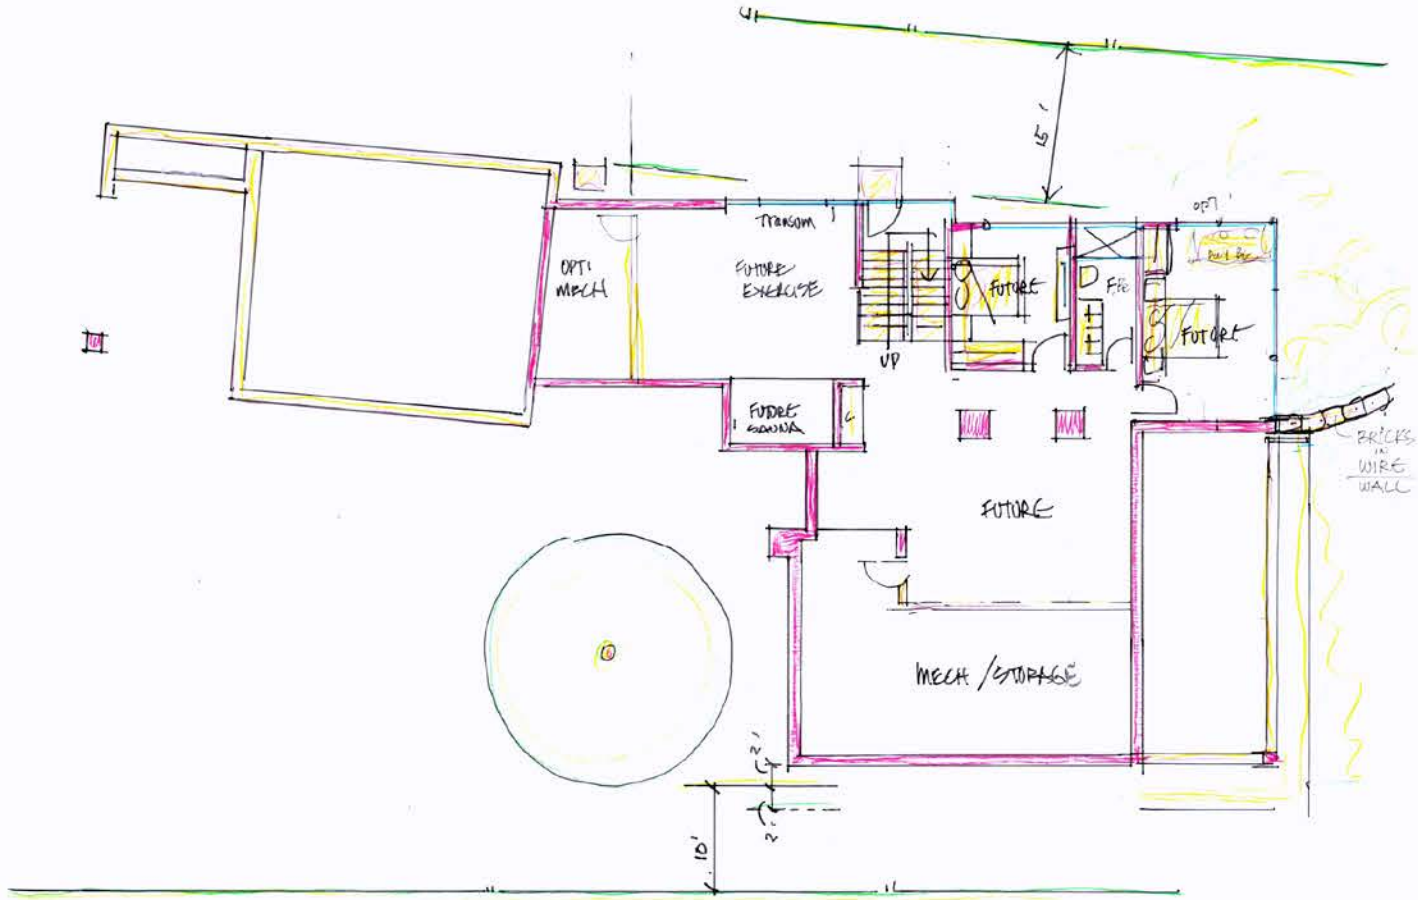 15'
OPT'
Transom
OPT'
MECH
FUTURE
EXERCISE
FUTURE
FUTURE
UP
FUTURE
SAUNA
BRICKS
IN
WIRE
WALL
FUTURE
MECH / STORAGE
2'
2'
10'